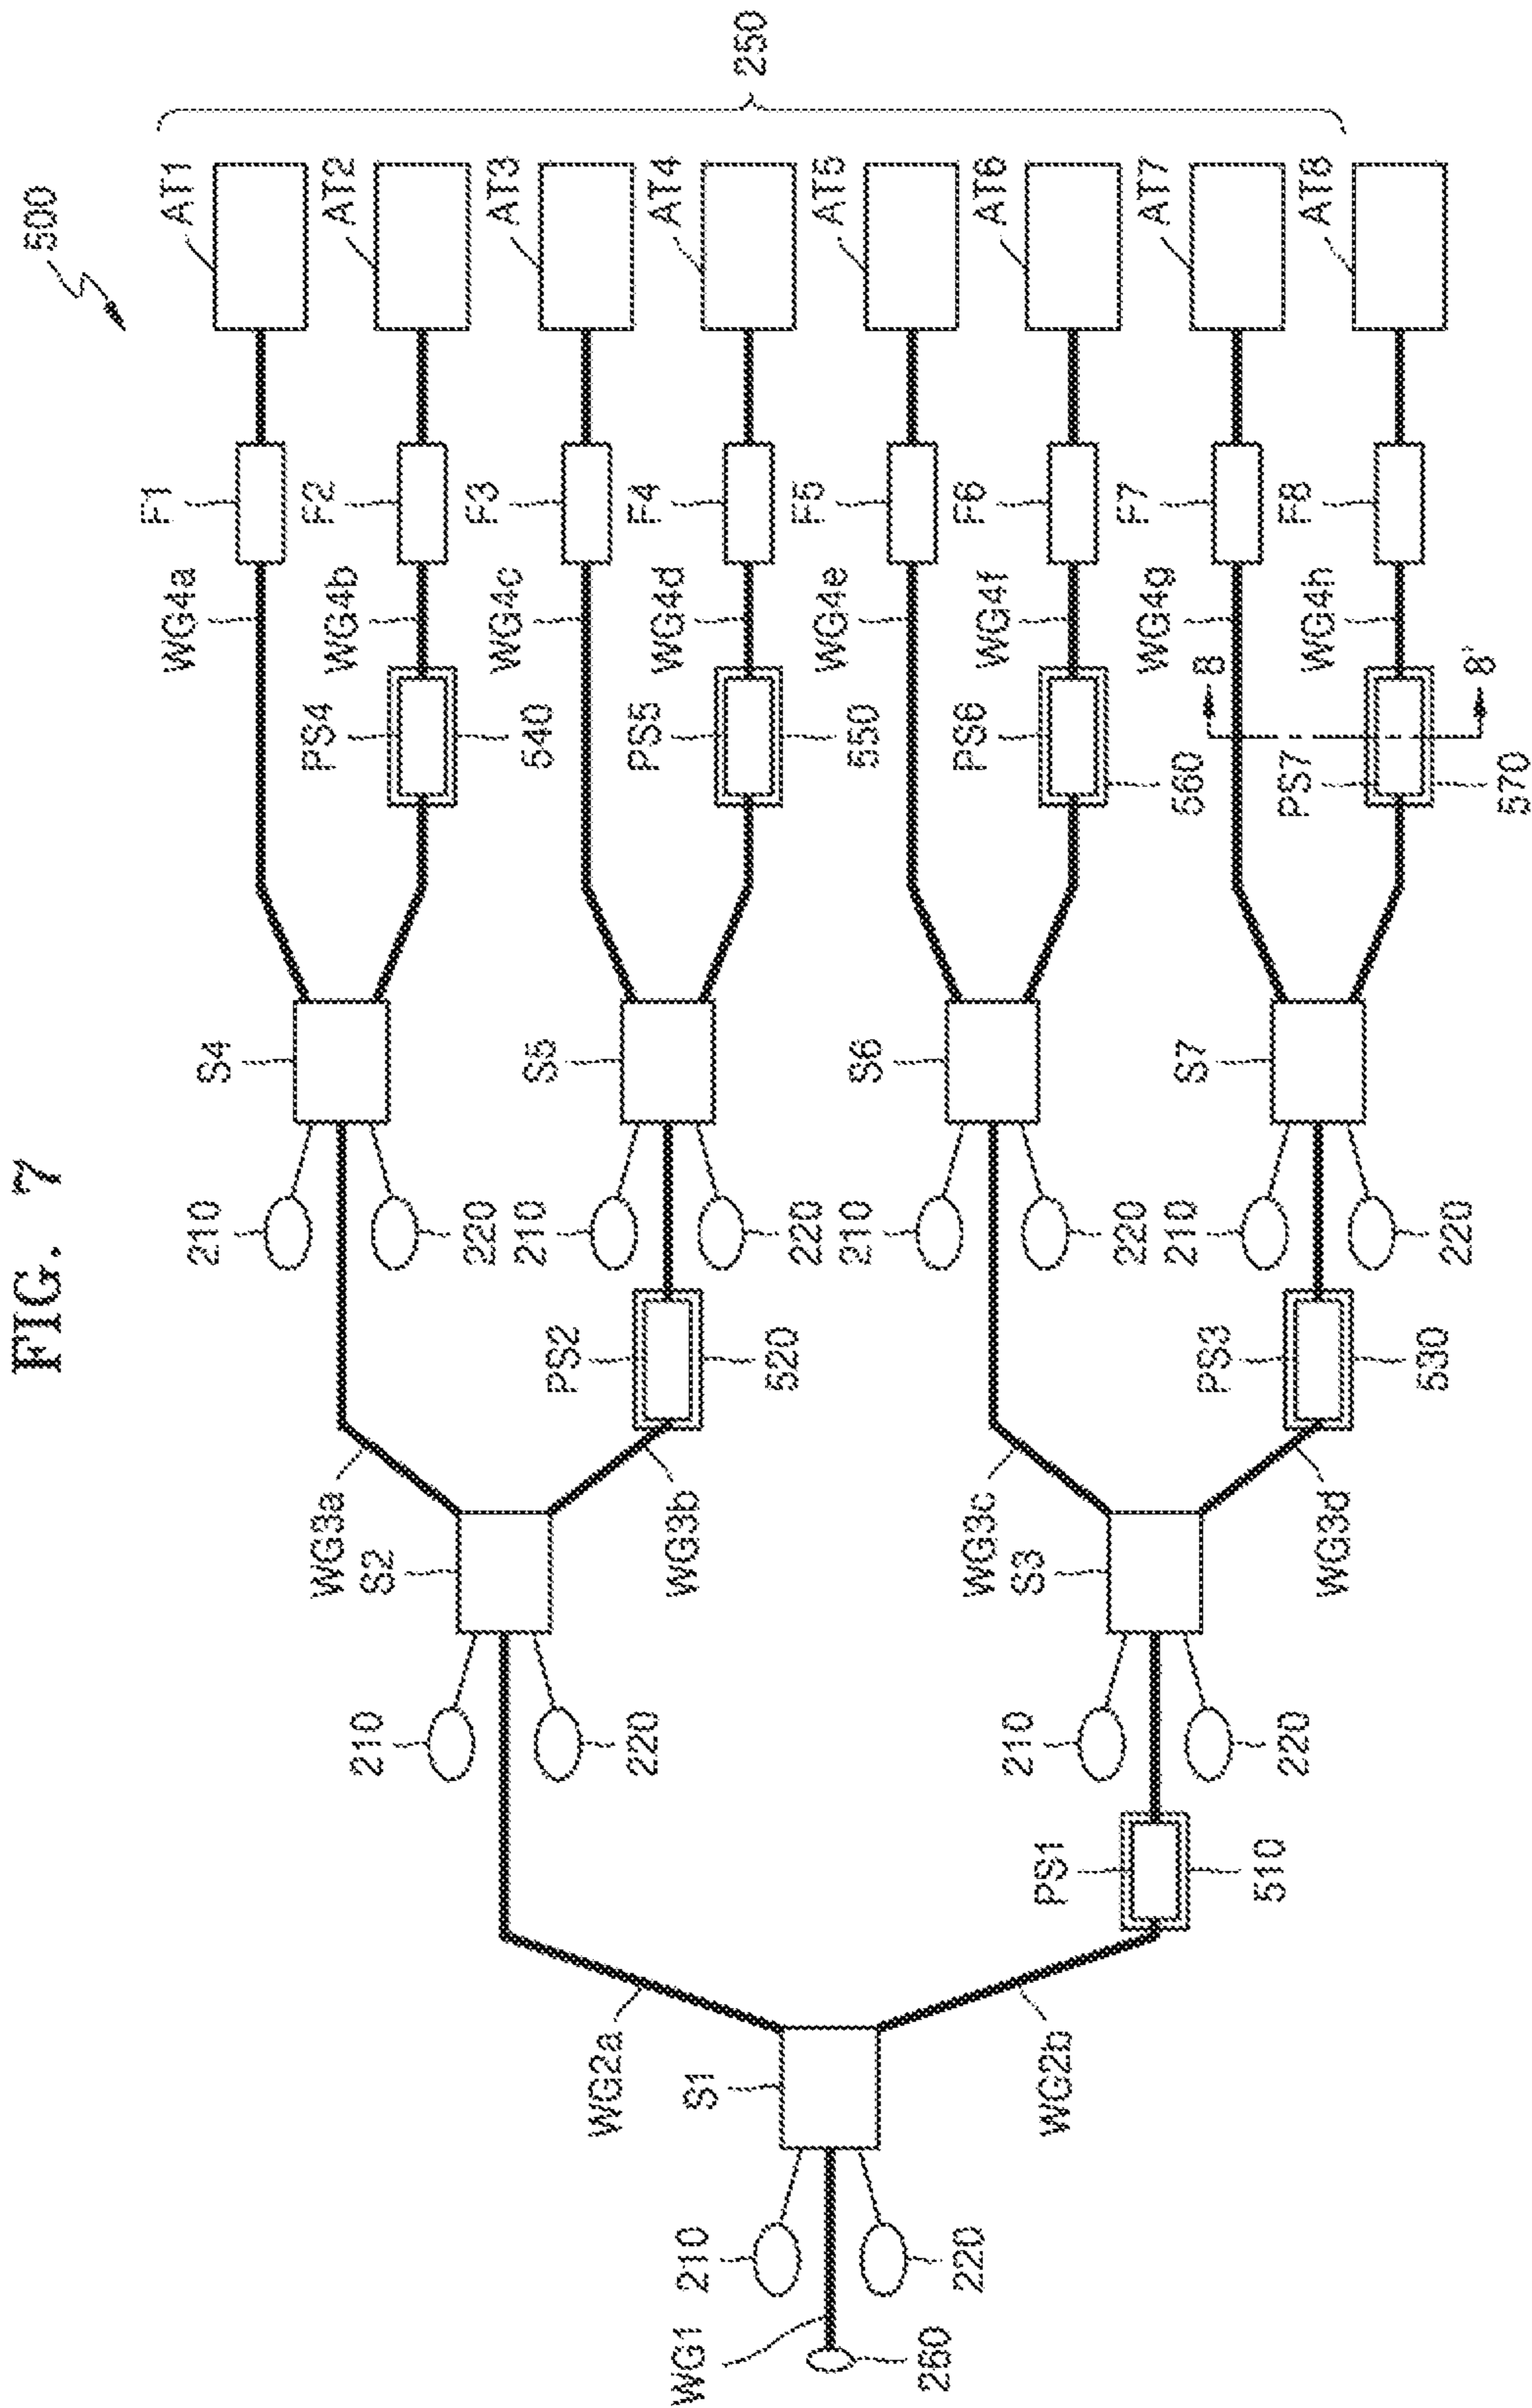 FIG. 7
500
250
AT1
AT2
AT3
AT4
AT5
AT6
AT7
AT8
F1
F2
F3
F4
F5
F6
F7
F8
WG4a
WG4b
WG4c
WG4d
WG4e
WG4f
WG4g
WG4h
PS4
540
PS5
550
PS6
560
PS7
570
8
8'
S4
S5
S6
S7
210
220
210
220
210
220
210
220
PS2
520
PS3
530
WG3a
WG3b
WG3c
WG3d
S2
S3
210
220
210
220
PS1
510
WG2a
WG2b
S1
210
220
WG1
260